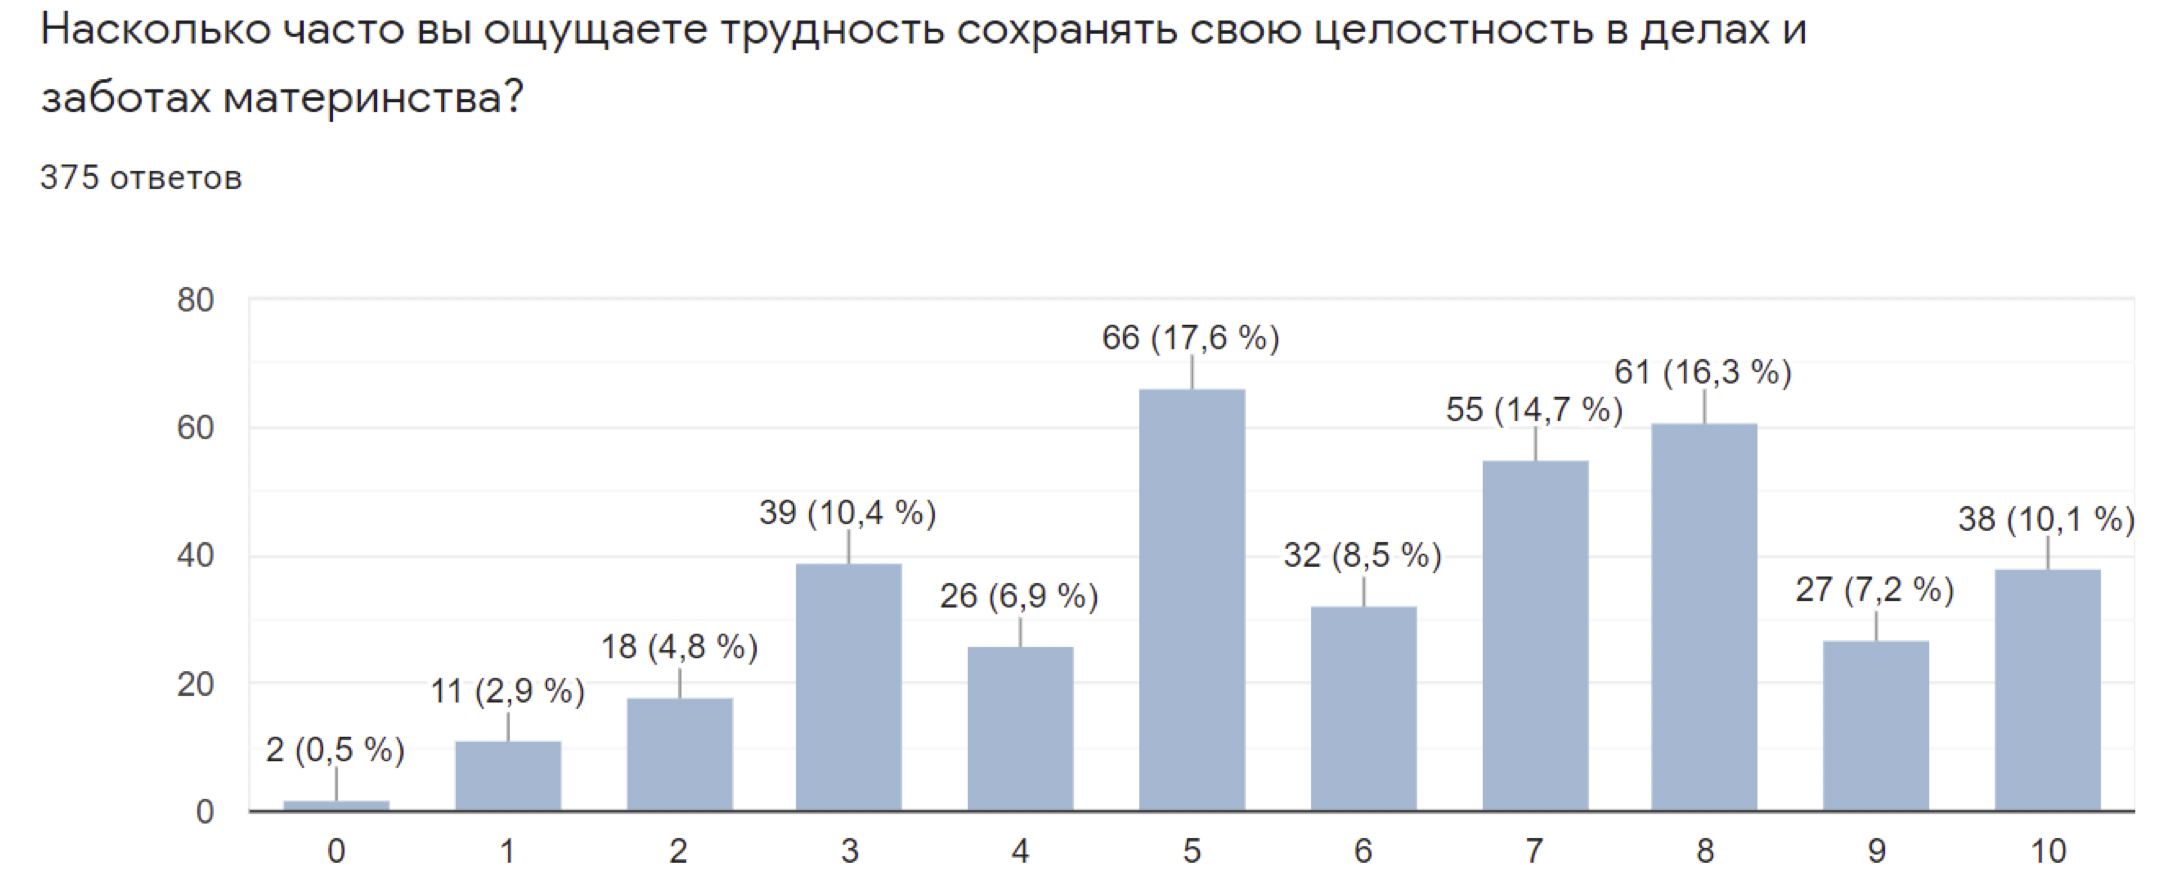 Насколько часто вы ощущаете трудность сохранять свою целостность в делах и
заботах материнства?
375 ответов
80
60
40
20
0
2 (0,5 %)
11 (2,9 %)
18 (4,8 %)
39 (10,4 %)
26 (6,9 %)
66 (17,6 %)
32 (8,5 %)
55 (14,7 %)
61 (16,3 %)
27 (7,2 %)
38 (10,1 %)
0 1 2 3 4 5 6 7 8 9 10